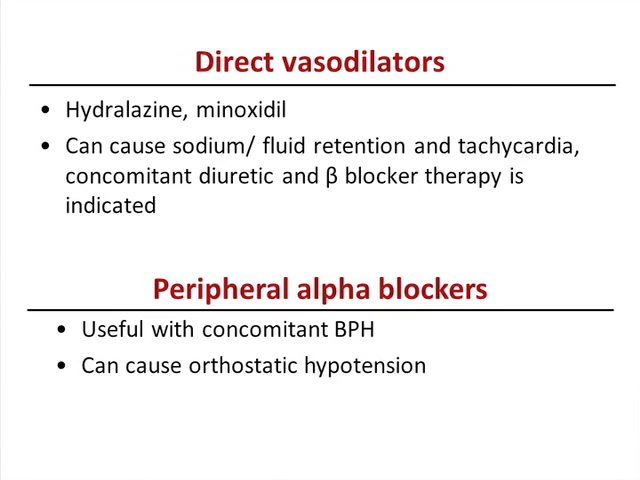 Direct vasodilators
• Hydralazine, minoxidil
• Can cause sodium/ fluid retention and tachycardia,
concomitant diuretic and β blocker therapy is
indicated
Peripheral alpha blockers
• Useful with concomitant BPH
• Can cause orthostatic hypotension